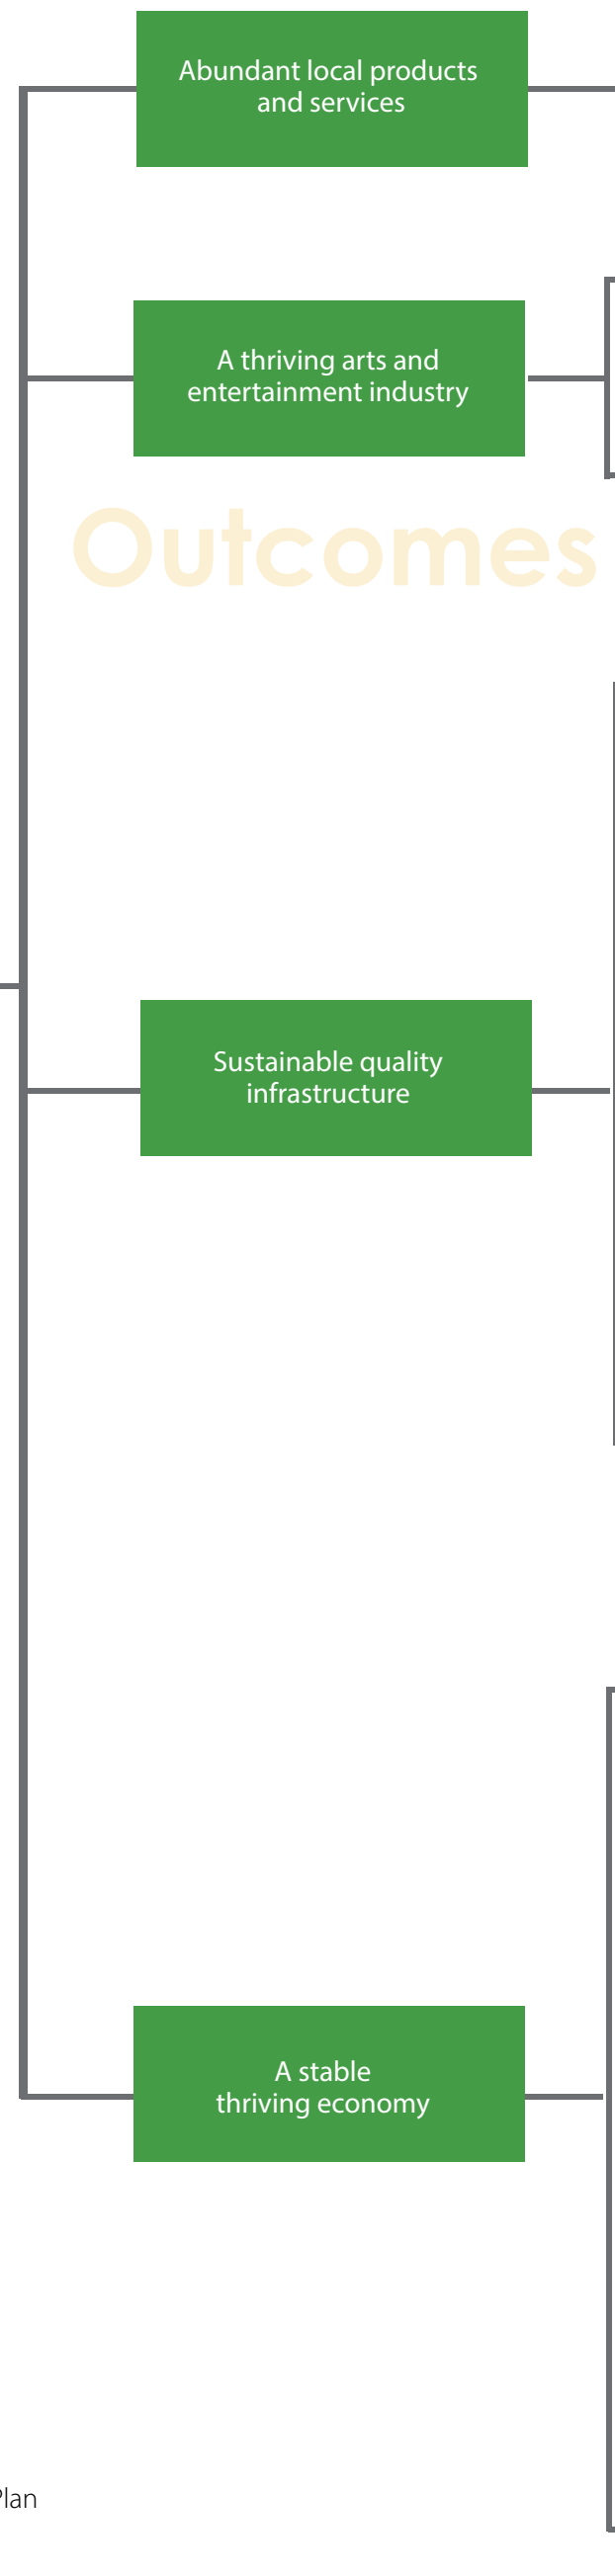 Abundant local products
and services
A thriving arts and
entertainment industry
Outcomes
Sustainable quality
infrastructure
A stable
thriving economy
Plan